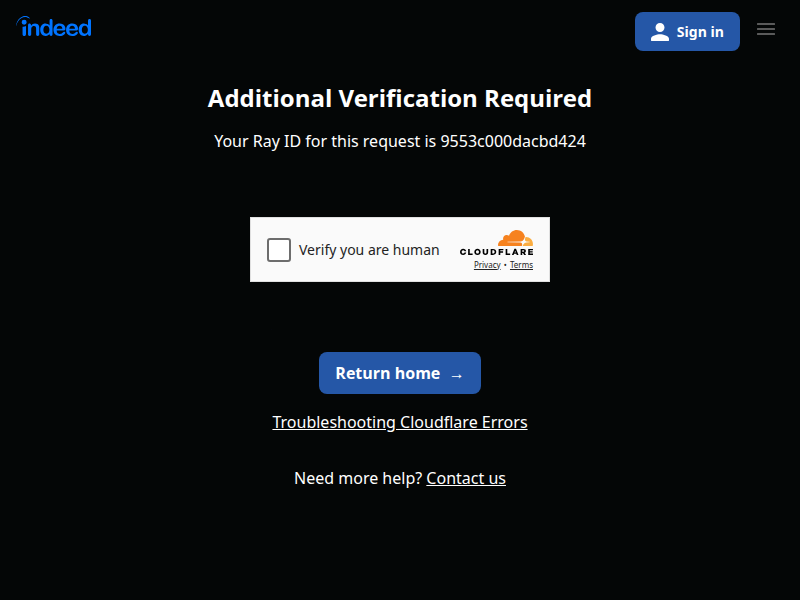 indeed
Sign in
Additional Verification Required
Your Ray ID for this request is 9553c000dacbd424
Verify you are human
CLOUDFLARE
Privacy • Terms
Return home →
Troubleshooting Cloudflare Errors
Need more help? Contact us